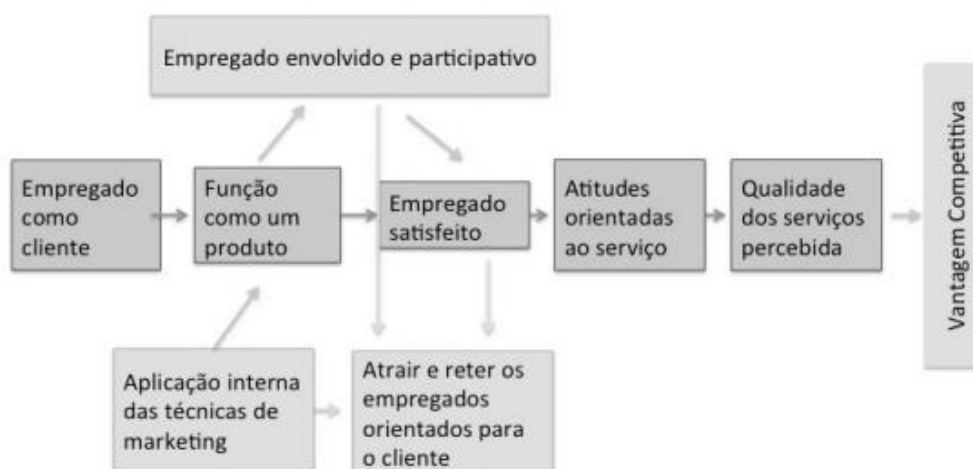 Empregado envolvido e participativo
Empregado
como
cliente
Função
como um
produto
Empregado
satisfeito
Atitudes
orientadas
ao serviço
Qualidade
dos serviços
percebida
Vantagem Competitiva
Aplicação interna
das técnicas de
marketing
Atrair e reter os
empregados
orientados para
o cliente